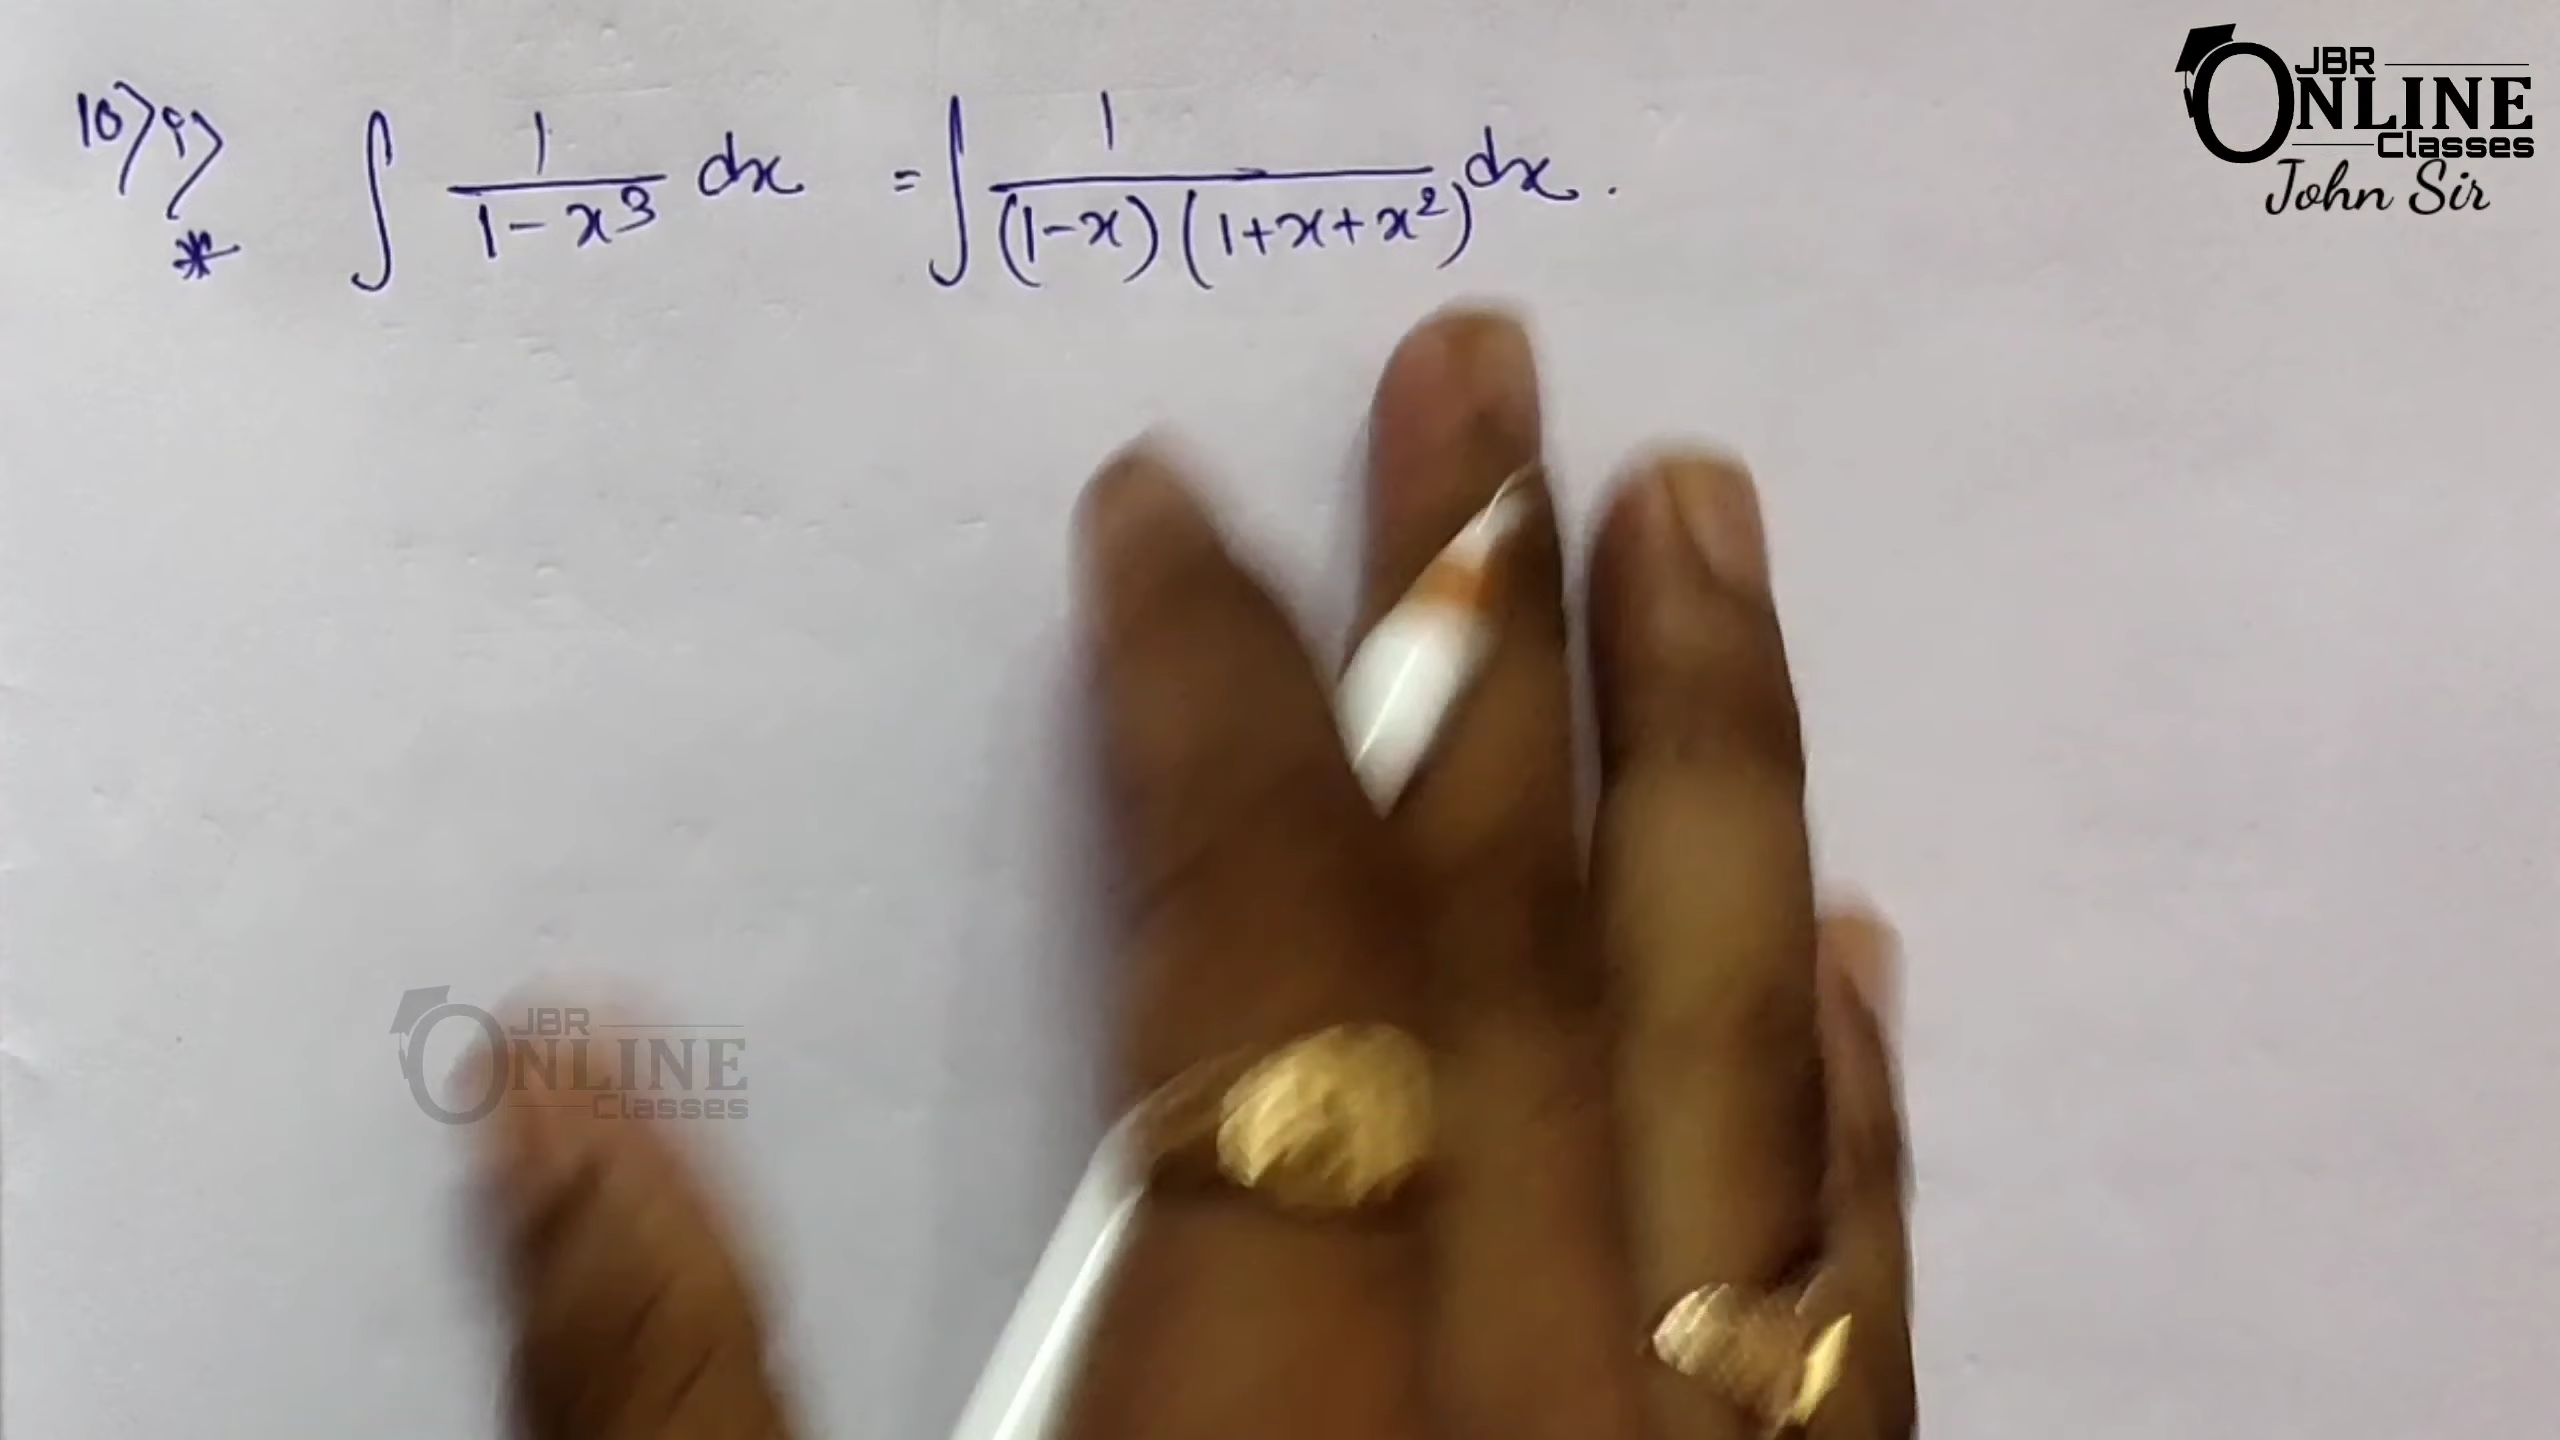 10) i) ∫ 1/(1-x³) dx = ∫ 1/((1-x)(1+x+x²)) dx.
*
JBR
ONLINE
Classes
John Sir
JBR
ONLINE
Classes